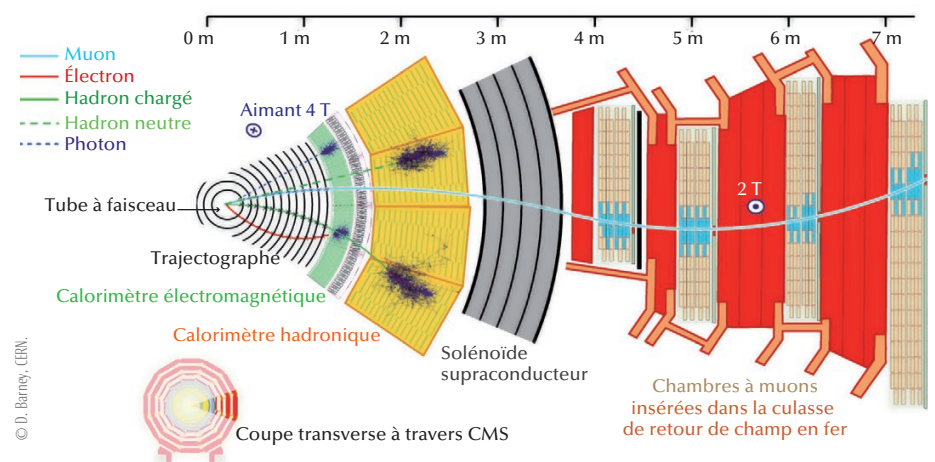 0 m 1 m 2 m 3 m 4 m 5 m 6 m 7 m
Muon
Électron
Hadron chargé
Hadron neutre
Photon
Aimant 4 T
2 T
Tube à faisceau
Trajectographe
Calorimètre électromagnétique
Calorimètre hadronique
Solénoïde
supraconducteur
Chambres à muons
insérées dans la culasse
de retour de champ en fer
Coupe transverse à travers CMS
© D. Barney, CERN.